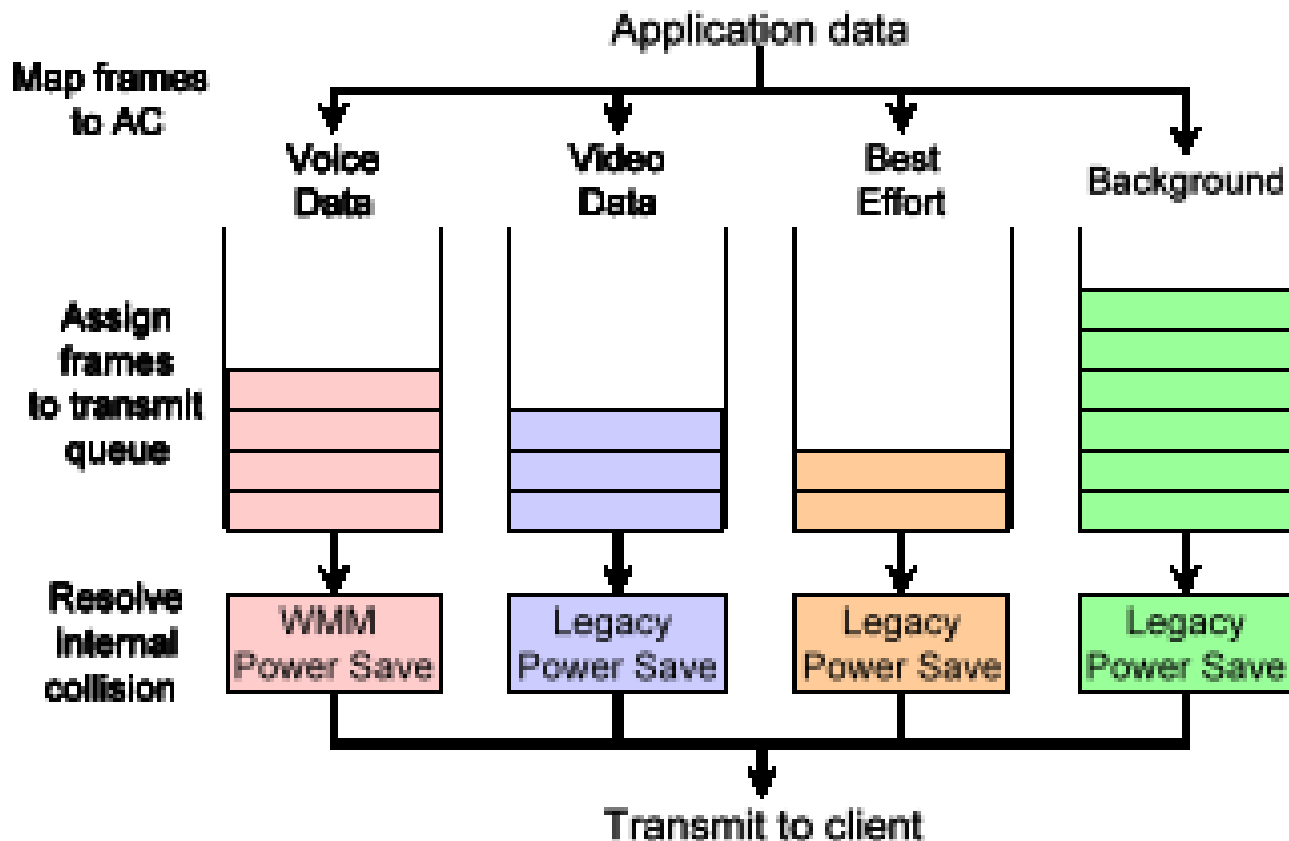 Application data
Map frames
to AC
Voice
Data
Video
Data
Best
Effort
Background
Assign
frames
to transmit
queue
Resolve
internal
collision
WMM
Power Save
Legacy
Power Save
Legacy
Power Save
Legacy
Power Save
Transmit to client